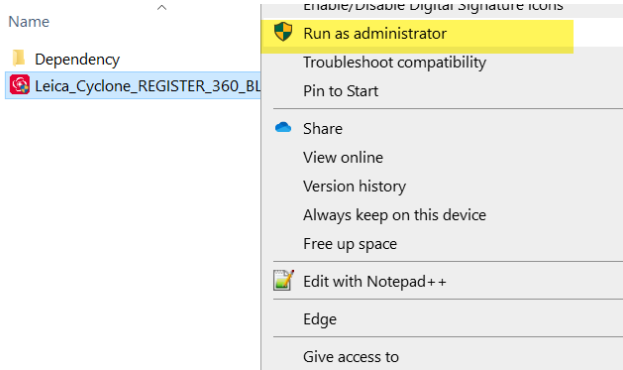 Enable/Disable Digital Signature Icons
Name
Run as administrator
Dependency
Troubleshoot compatibility
Leica_Cyclone_REGISTER_360_BL
Pin to Start
Share
View online
Version history
Always keep on this device
Free up space
Edit with Notepad++
Edge
Give access to